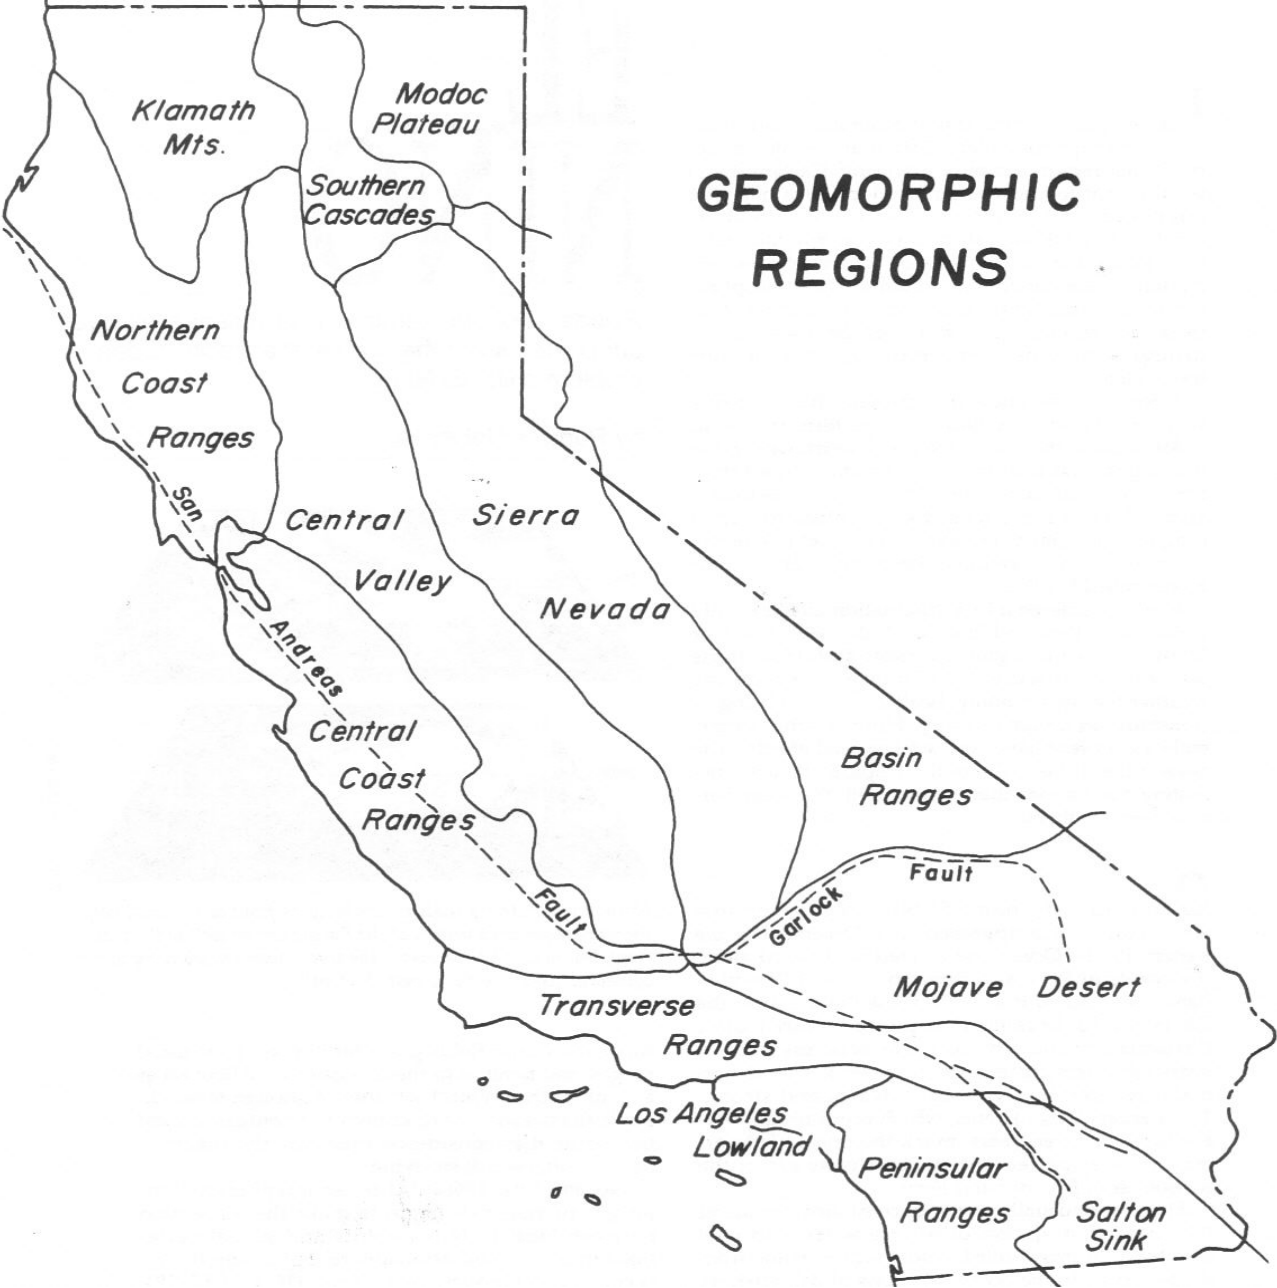 GEOMORPHIC
REGIONS
Klamath
Mts.
Modoc
Plateau
Southern
Cascades
Northern
Coast
Ranges
San
Andreas
Fault
Central
Valley
Sierra
Nevada
Central
Coast
Ranges
Basin
Ranges
Garlock
Fault
Mojave Desert
Transverse
Ranges
Los Angeles
Lowland
Peninsular
Ranges
Salton
Sink